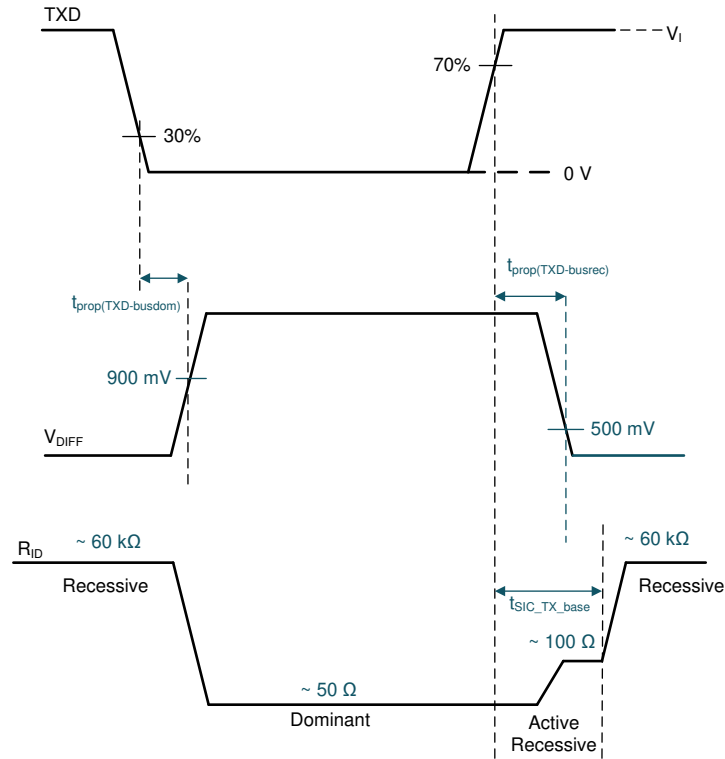 TXD
V_I
70%
30%
0 V
t_prop(TXD-busrec)
t_prop(TXD-busdom)
900 mV
500 mV
V_DIFF
R_ID
~ 60 kΩ
~ 60 kΩ
Recessive
Recessive
t_SIC_TX_base
~ 100 Ω
~ 50 Ω
Dominant
Active
Recessive